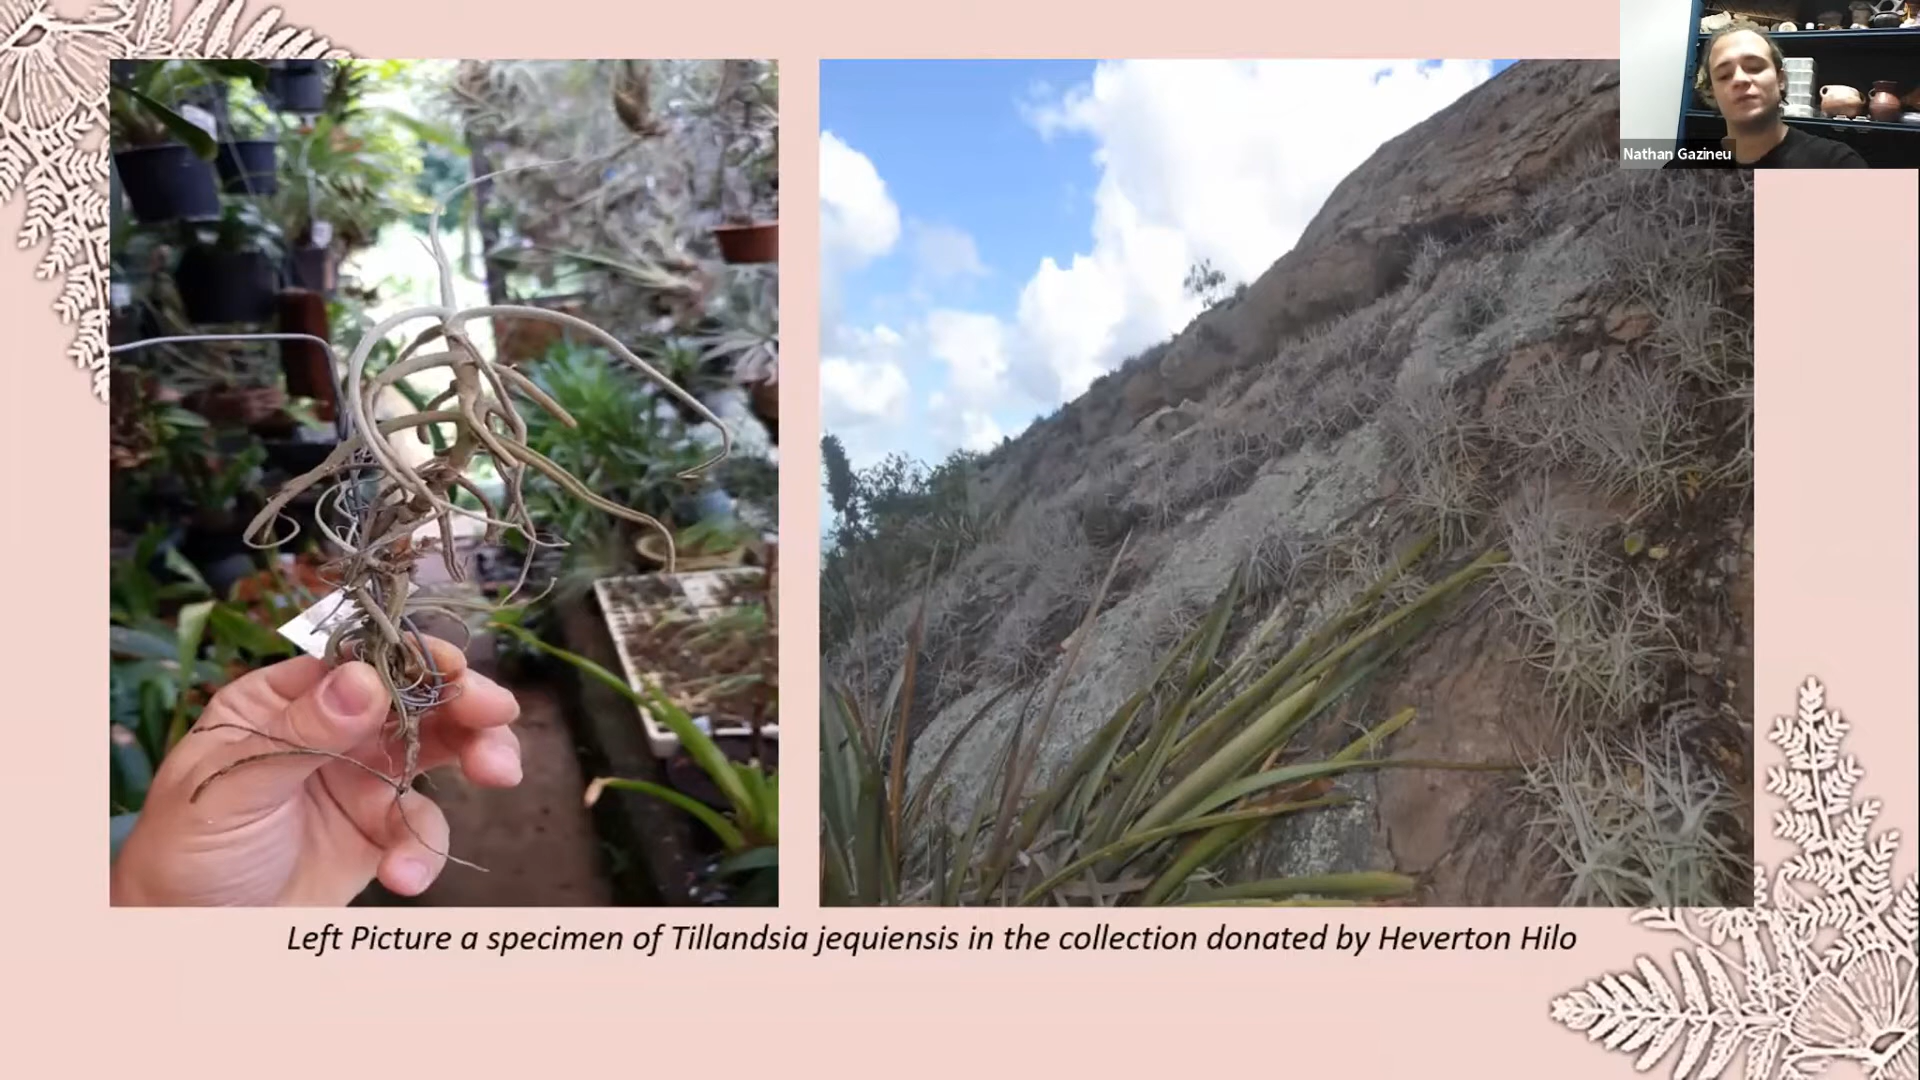 Nathan Gazineu
Left Picture a specimen of Tillandsia jequiensis in the collection donated by Heverton Hilo